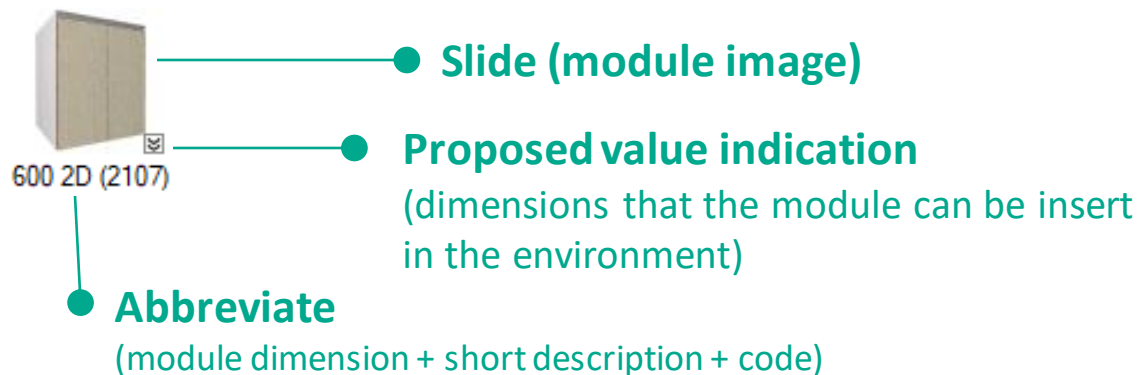 Slide (module image)
Proposed value indication
600 2D (2107)
(dimensions that the module can be insert
in the environment)
Abbreviate
(module dimension + short description + code)